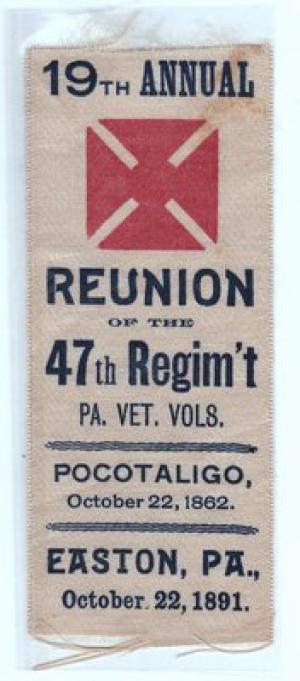 19TH ANNUAL
REUNION
OF THE
47th Regim't
PA. VET. VOLS.
POCOTALIGO,
October 22, 1862.
EASTON, PA.,
October 22, 1891.